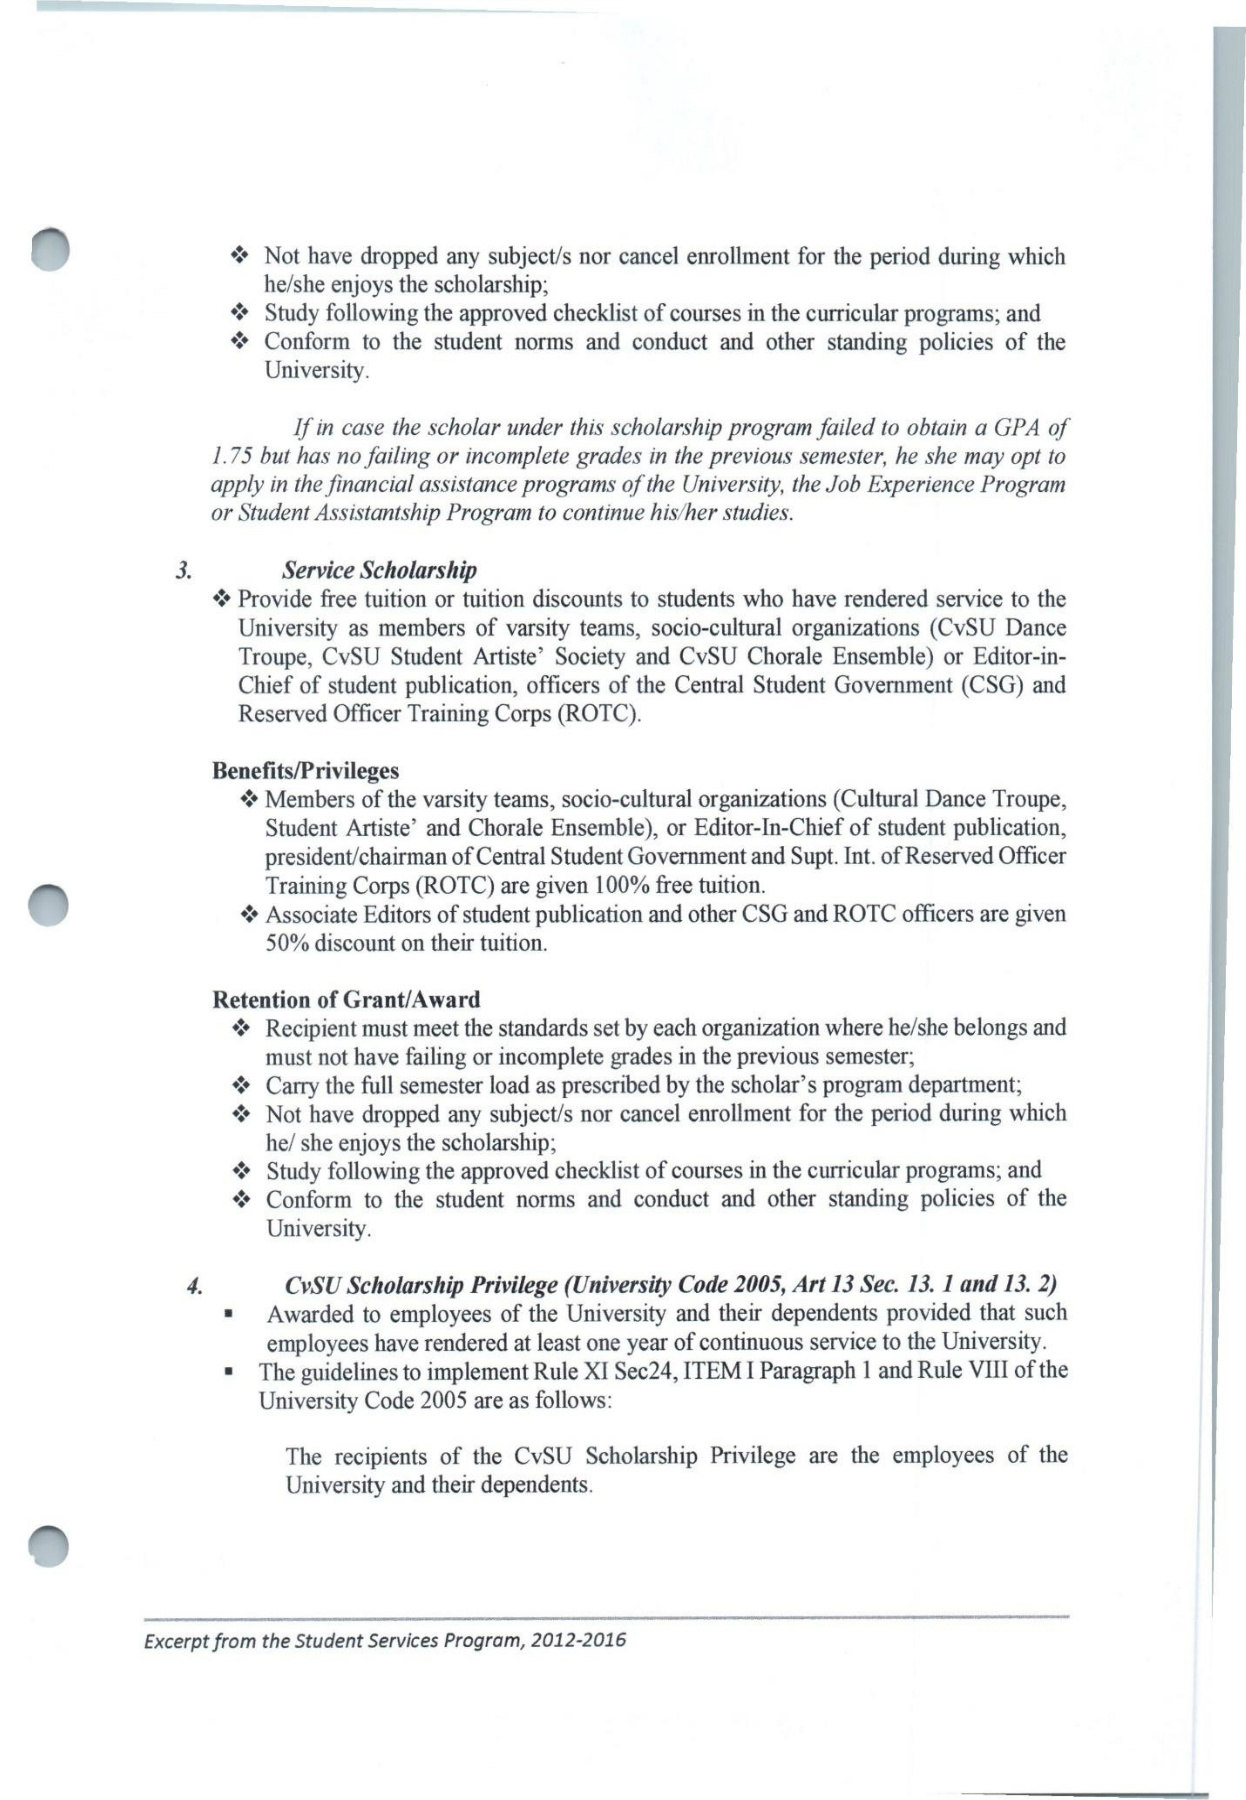 ❖ Not have dropped any subject/s nor cancel enrollment for the period during which
he/she enjoys the scholarship;
❖ Study following the approved checklist of courses in the curricular programs; and
❖ Conform to the student norms and conduct and other standing policies of the
University.
If in case the scholar under this scholarship program failed to obtain a GPA of
1.75 but has no failing or incomplete grades in the previous semester, he she may opt to
apply in the financial assistance programs of the University, the Job Experience Program
or Student Assistantship Program to continue his/her studies.
3. Service Scholarship
❖ Provide free tuition or tuition discounts to students who have rendered service to the
University as members of varsity teams, socio-cultural organizations (CvSU Dance
Troupe, CvSU Student Artiste’ Society and CvSU Chorale Ensemble) or Editor-in-
Chief of student publication, officers of the Central Student Government (CSG) and
Reserved Officer Training Corps (ROTC).
Benefits/Privileges
❖ Members of the varsity teams, socio-cultural organizations (Cultural Dance Troupe,
Student Artiste’ and Chorale Ensemble), or Editor-In-Chief of student publication,
president/chairman of Central Student Government and Supt. Int. of Reserved Officer
Training Corps (ROTC) are given 100% free tuition.
❖ Associate Editors of student publication and other CSG and ROTC officers are given
50% discount on their tuition.
Retention of Grant/Award
❖ Recipient must meet the standards set by each organization where he/she belongs and
must not have failing or incomplete grades in the previous semester;
❖ Carry the full semester load as prescribed by the scholar’s program department;
❖ Not have dropped any subject/s nor cancel enrollment for the period during which
he/ she enjoys the scholarship;
❖ Study following the approved checklist of courses in the curricular programs; and
❖ Conform to the student norms and conduct and other standing policies of the
University.
4. CvSU Scholarship Privilege (University Code 2005, Art 13 Sec. 13. 1 and 13. 2)
▪ Awarded to employees of the University and their dependents provided that such
employees have rendered at least one year of continuous service to the University.
▪ The guidelines to implement Rule XI Sec24, ITEM I Paragraph 1 and Rule VIII of the
University Code 2005 are as follows:
The recipients of the CvSU Scholarship Privilege are the employees of the
University and their dependents.
Excerpt from the Student Services Program, 2012-2016